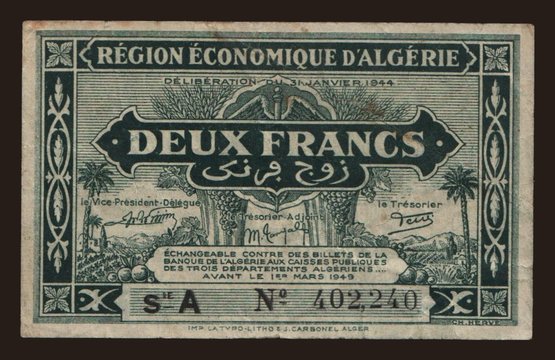 RÉGION ÉCONOMIQUE D'ALGÉRIE
DÉLIBÉRATION DU 31 JANVIER 1944
DEUX FRANCS
زوج فرنك
le Vice-Président-Délégué
le Trésorier-Adjoint
le Trésorier
ÉCHANGEABLE CONTRE DES BILLETS DE LA
BANQUE DE L'ALGÉRIE AUX CAISSES PUBLIQUES
DES TROIS DÉPARTEMENTS ALGÉRIENS...
AVANT LE 1ER MARS 1949
SIE A Nº 402,240
IMP. LA TYPO-LITHO & J. CARBONEL ALGER
CH. HERVÉ